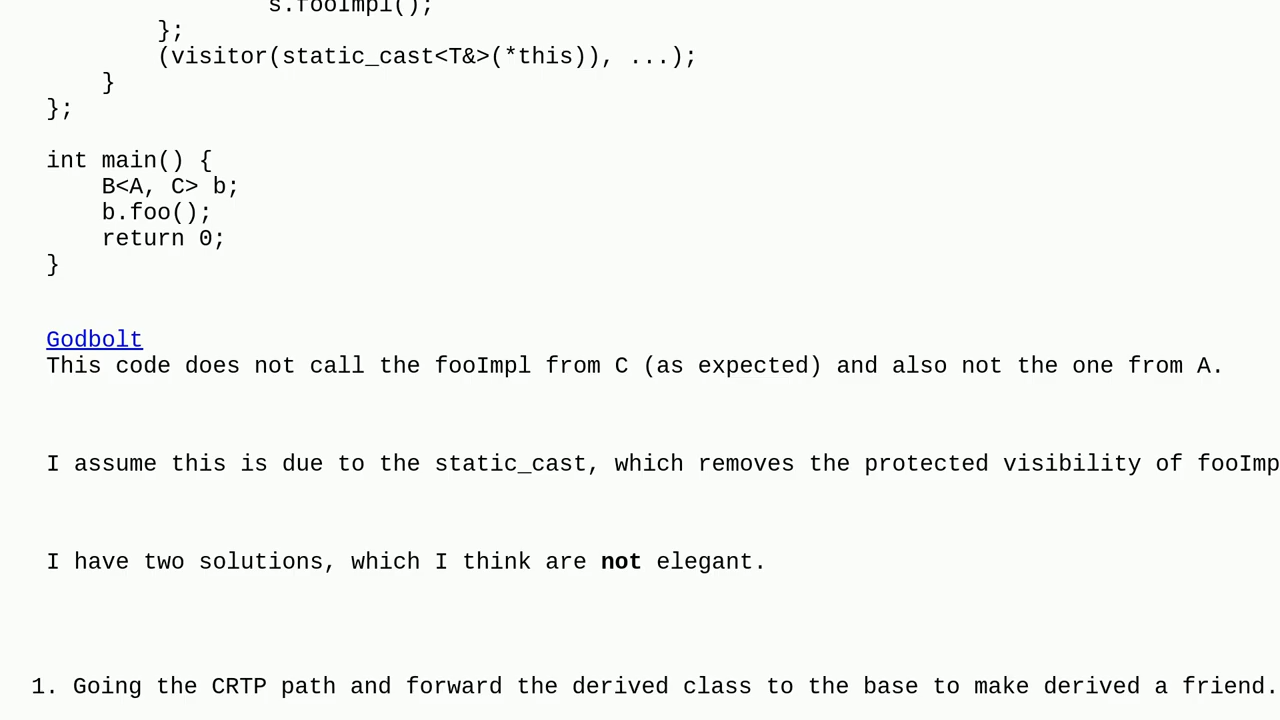 s.fooImpl();
};
(visitor(static_cast<T&>(*this)), ...);
}
};
int main() {
B<A, C> b;
b.foo();
return 0;
}
Godbolt
This code does not call the fooImpl from C (as expected) and also not the one from A.
I assume this is due to the static_cast, which removes the protected visibility of fooImp
I have two solutions, which I think are not elegant.
1. Going the CRTP path and forward the derived class to the base to make derived a friend.